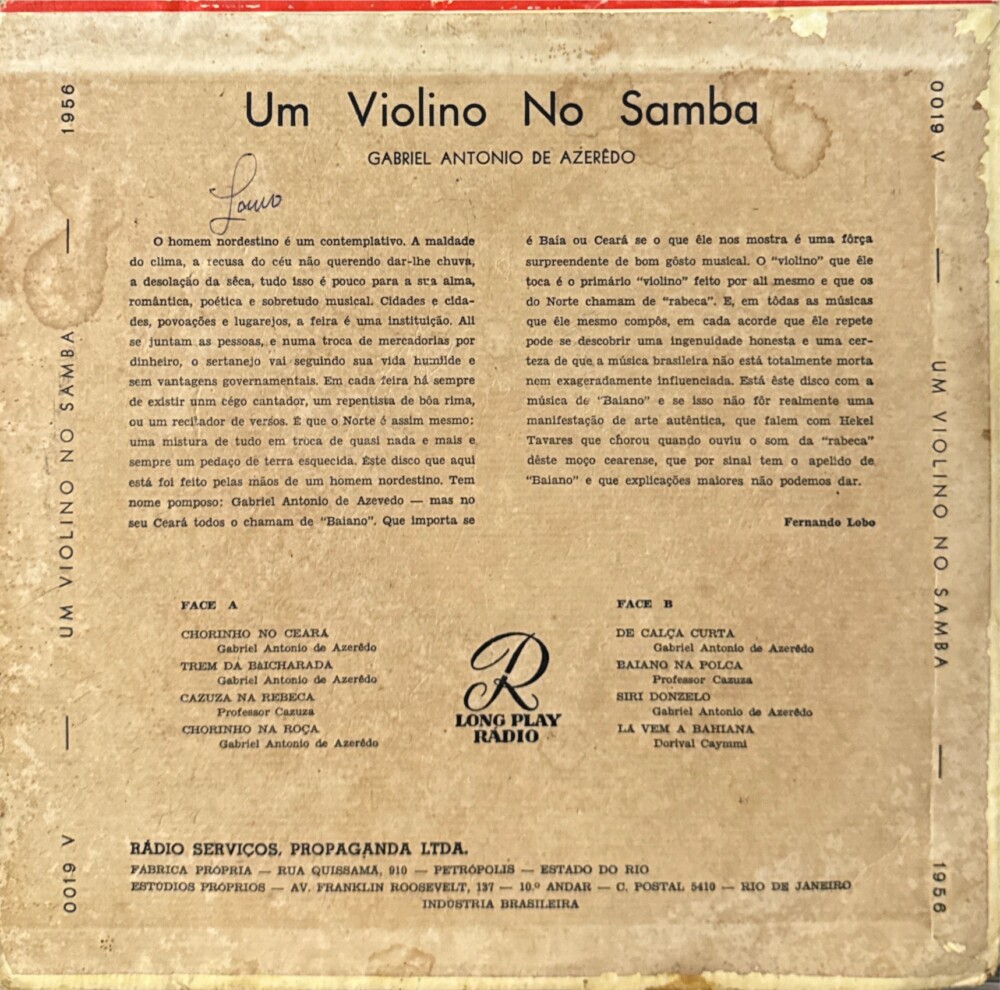 Um Violino No Samba
GABRIEL ANTONIO DE AZERÊDO
Lauro
O homem nordestino é um contemplativo. A maldade
do clima, a recusa do céu não querendo dar-lhe chuva,
a desolação da sêca, tudo isso é pouco para a sua alma,
romântica, poética e sobretudo musical. Cidades e cida-
des, povoações e lugarejos, a feira é uma instituição. Ali
se juntam as pessoas, e numa troca de mercadorias por
dinheiro, o sertanejo vai seguindo sua vida humilde e
sem vantagens governamentais. Em cada feira há sempre
de existir unm cégo cantador, um repentista de bôa rima,
ou um recitador de versos. É que o Norte é assim mesmo:
uma mistura de tudo em troca de quasi nada e mais e
sempre um pedaço de terra esquecida. Êste disco que aqui
está foi feito pelas mãos de um homem nordestino. Tem
nome pomposo: Gabriel Antonio de Azevedo — mas no
seu Ceará todos o chamam de "Baiano". Que importa se
é Baía ou Ceará se o que êle nos mostra é uma fôrça
surpreendente de bom gôsto musical. O "violino" que êle
toca é o primário "violino" feito por ali mesmo e que os
do Norte chamam de "rabeca". E, em tôdas as músicas
que êle mesmo compôs, em cada acorde que êle repete
pode se descobrir uma ingenuidade honesta e uma cer-
teza de que a música brasileira não está totalmente morta
nem exageradamente influenciada. Está êste disco com a
música de "Baiano" e se isso não fôr realmente uma
manifestação de arte autêntica, que falem com Hekel
Tavares que chorou quando ouviu o som da "rabeca"
dêste moço cearense, que por sinal tem o apelido de
"Baiano" e que explicações maiores não podemos dar.
Fernando Lobo
FACE A
CHORINHO NO CEARÁ
Gabriel Antonio de Azerêdo
TREM DA BAICHARADA
Gabriel Antonio de Azerêdo
CAZUZA NA REBECA
Professor Cazuza
CHORINHO NA ROÇA
Gabriel Antonio de Azerêdo
R
LONG PLAY
RÁDIO
FACE B
DE CALÇA CURTA
Gabriel Antonio de Azerêdo
BAIANO NA POLCA
Professor Cazuza
SIRI DONZELO
Gabriel Antonio de Azerêdo
LA VEM A BAHIANA
Dorival Caymmi
RÁDIO SERVIÇOS, PROPAGANDA LTDA.
FÁBRICA PRÓPRIA — RUA QUISSAMÃ, 910 — PETRÓPOLIS — ESTADO DO RIO
ESTÚDIOS PRÓPRIOS — AV. FRANKLIN ROOSEVELT, 137 — 10.º ANDAR — C. POSTAL 5410 — RIO DE JANEIRO
INDÚSTRIA BRASILEIRA
0019 V — UM VIOLINO NO SAMBA — 1956
0019 V — UM VIOLINO NO SAMBA — 1956